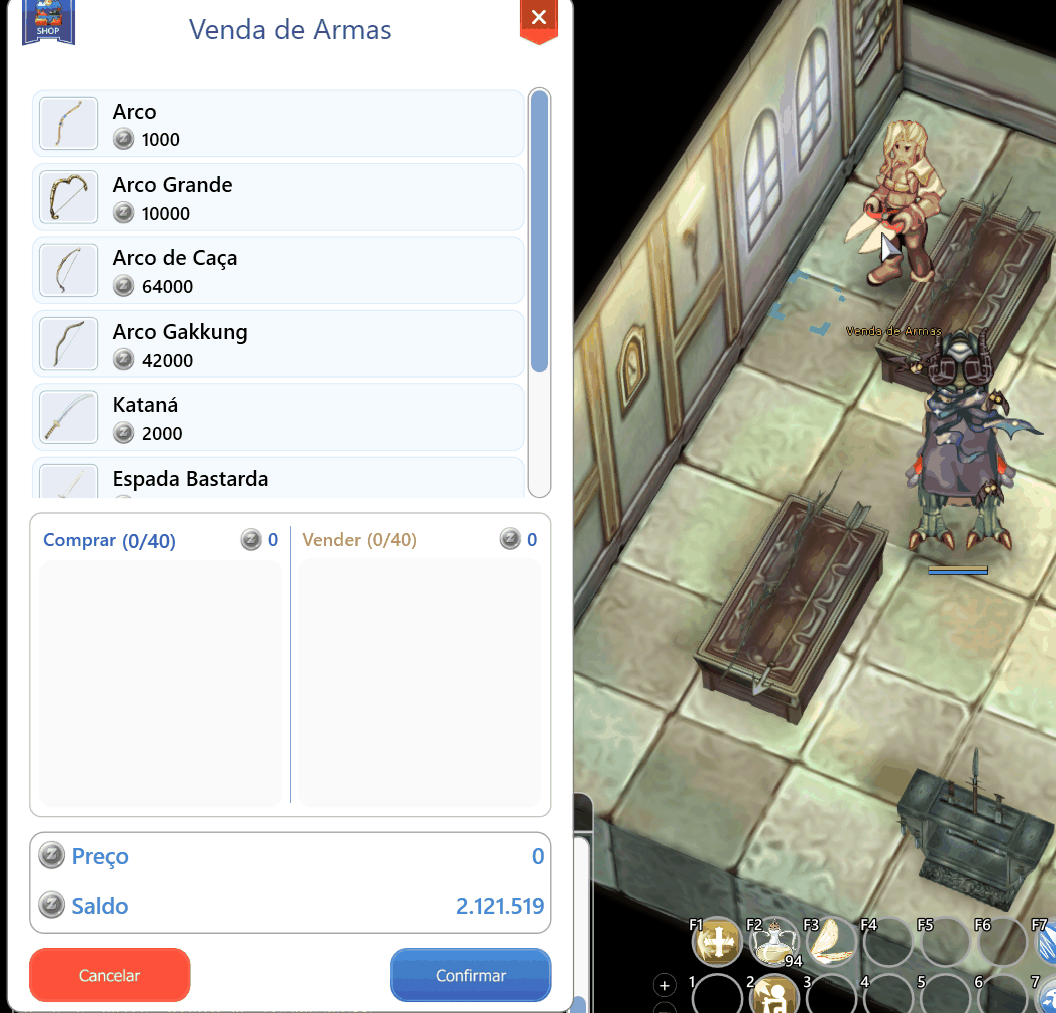 SHOP
Venda de Armas
Arco
1000
Arco Grande
10000
Arco de Caça
64000
Arco Gakkung
42000
Kataná
2000
Espada Bastarda
Comprar (0/40) 0
Vender (0/40) 0
Preço 0
Saldo 2.121.519
Cancelar
Confirmar
Venda de Armas
F1 F2 F3 F4 F5 F6 F7
94
1 2 3 4 5 6 7